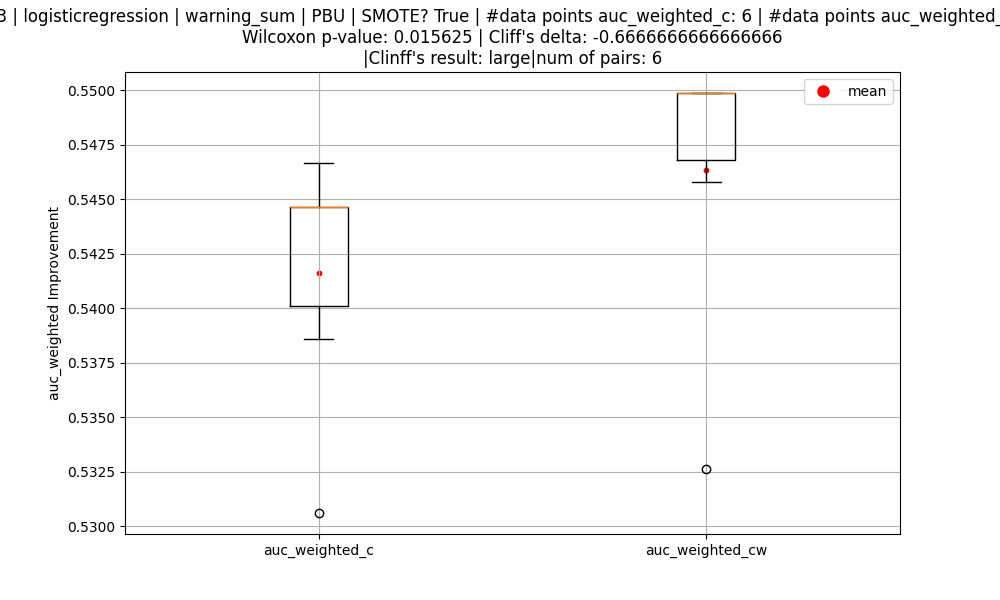 3 | logisticregression | warning_sum | PBU | SMOTE? True | #data points auc_weighted_c: 6 | #data points auc_weighted_
Wilcoxon p-value: 0.015625 | Cliff's delta: -0.6666666666666666
|Clinff's result: large|num of pairs: 6
mean
auc_weighted Improvement
0.5500
0.5475
0.5450
0.5425
0.5400
0.5375
0.5350
0.5325
0.5300
auc_weighted_c
auc_weighted_cw